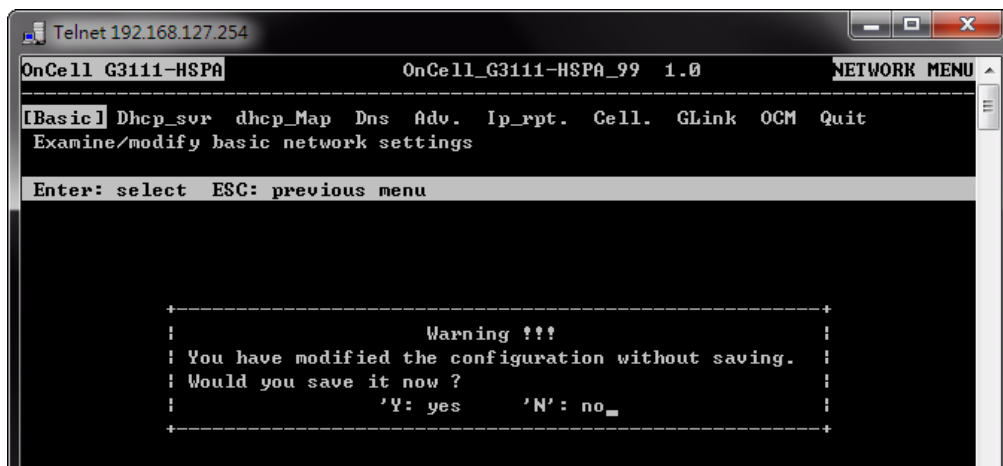 Telnet 192.168.127.254
OnCell G3111-HSPA OnCell_G3111-HSPA_99 1.0 NETWORK MENU
[Basic] Dhcp_svr dhcp_Map Dns Adv. Ip_rpt. Cell. GLink OCM Quit
Examine/modify basic network settings
Enter: select ESC: previous menu
Warning !!!
You have modified the configuration without saving.
Would you save it now ?
'Y: yes 'N': no_